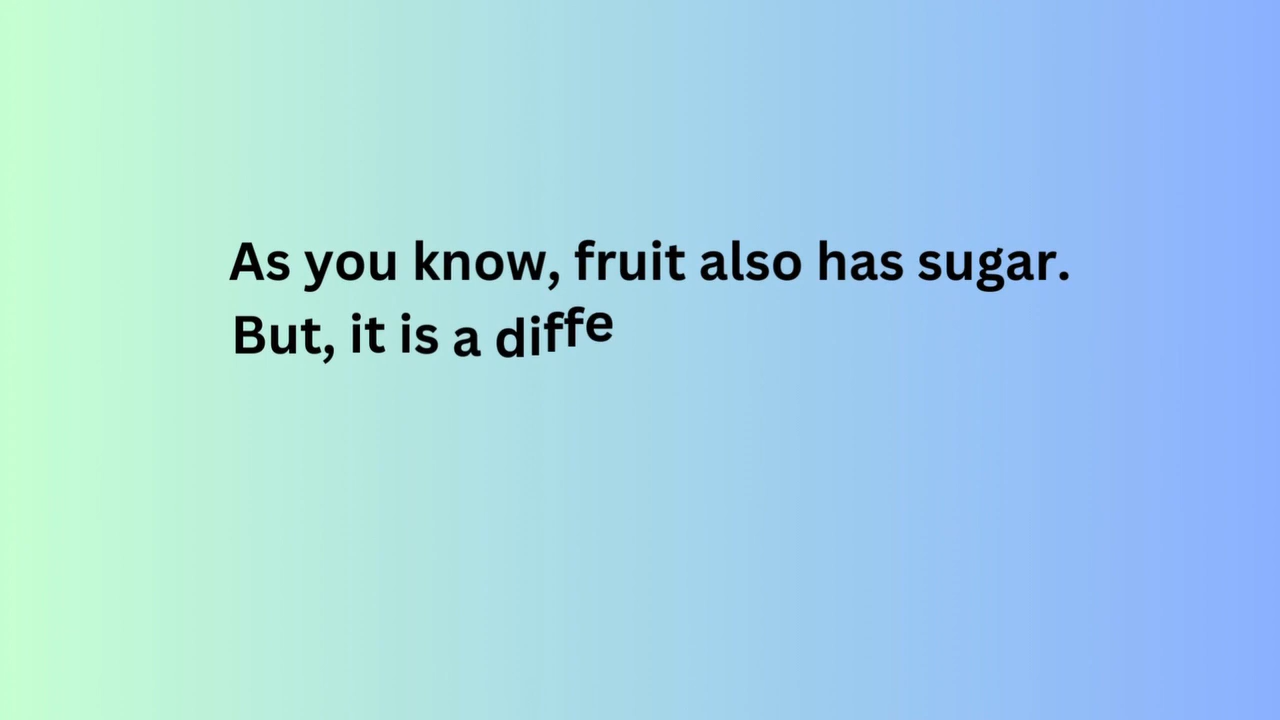 As you know, fruit also has sugar.
But, it is a diffe